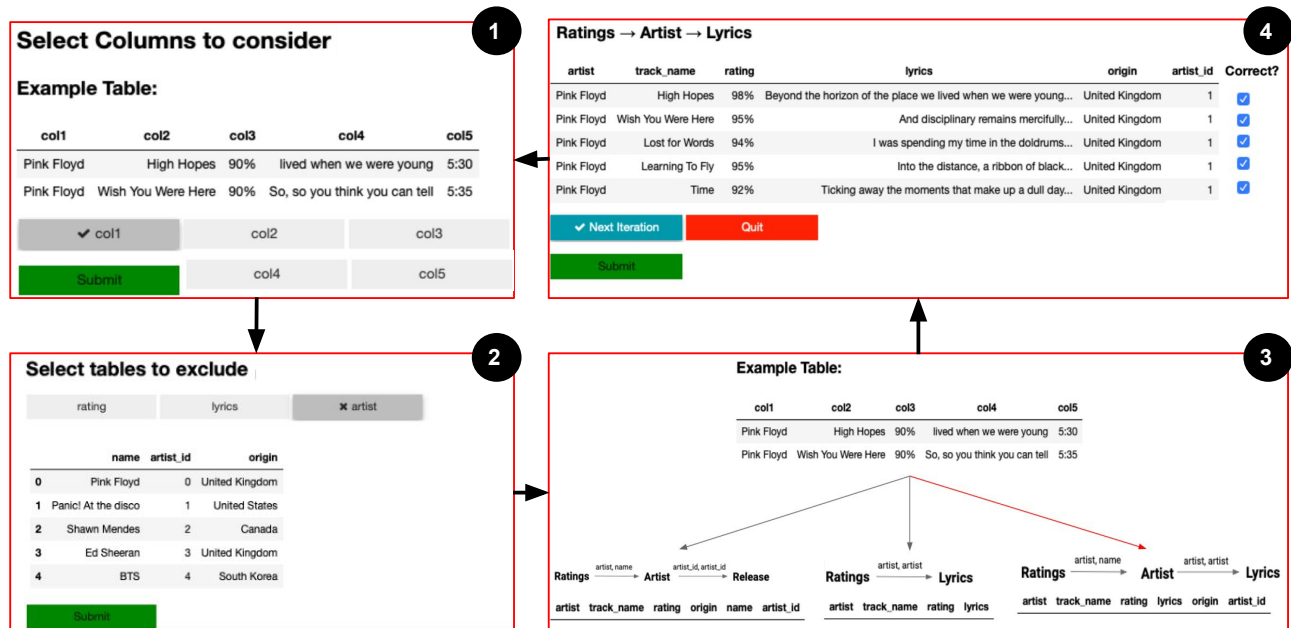 1
Select Columns to consider
Example Table:
col1 col2 col3 col4 col5
Pink Floyd High Hopes 90% lived when we were young 5:30
Pink Floyd Wish You Were Here 90% So, so you think you can tell 5:35
✔ col1 col2 col3
Submit col4 col5
2
Select tables to exclude
rating lyrics ✖ artist
name artist_id origin
0 Pink Floyd 0 United Kingdom
1 Panic! At the disco 1 United States
2 Shawn Mendes 2 Canada
3 Ed Sheeran 3 United Kingdom
4 BTS 4 South Korea
Submit
3
Example Table:
col1 col2 col3 col4 col5
Pink Floyd High Hopes 90% lived when we were young 5:30
Pink Floyd Wish You Were Here 90% So, so you think you can tell 5:35
artist, name artist_id, artist_id
Ratings Artist Release
artist track_name rating origin name artist_id
artist, artist
Ratings Lyrics
artist track_name rating lyrics
artist, name artist, artist
Ratings Artist Lyrics
artist track_name rating lyrics origin artist_id
4
Ratings → Artist → Lyrics
artist track_name rating lyrics origin artist_id Correct?
Pink Floyd High Hopes 98% Beyond the horizon of the place we lived when we were young... United Kingdom 1
Pink Floyd Wish You Were Here 95% And disciplinary remains mercifully... United Kingdom 1
Pink Floyd Lost for Words 94% I was spending my time in the doldrums... United Kingdom 1
Pink Floyd Learning To Fly 95% Into the distance, a ribbon of black... United Kingdom 1
Pink Floyd Time 92% Ticking away the moments that make up a dull day... United Kingdom 1
✔ Next Iteration Quit
Submit